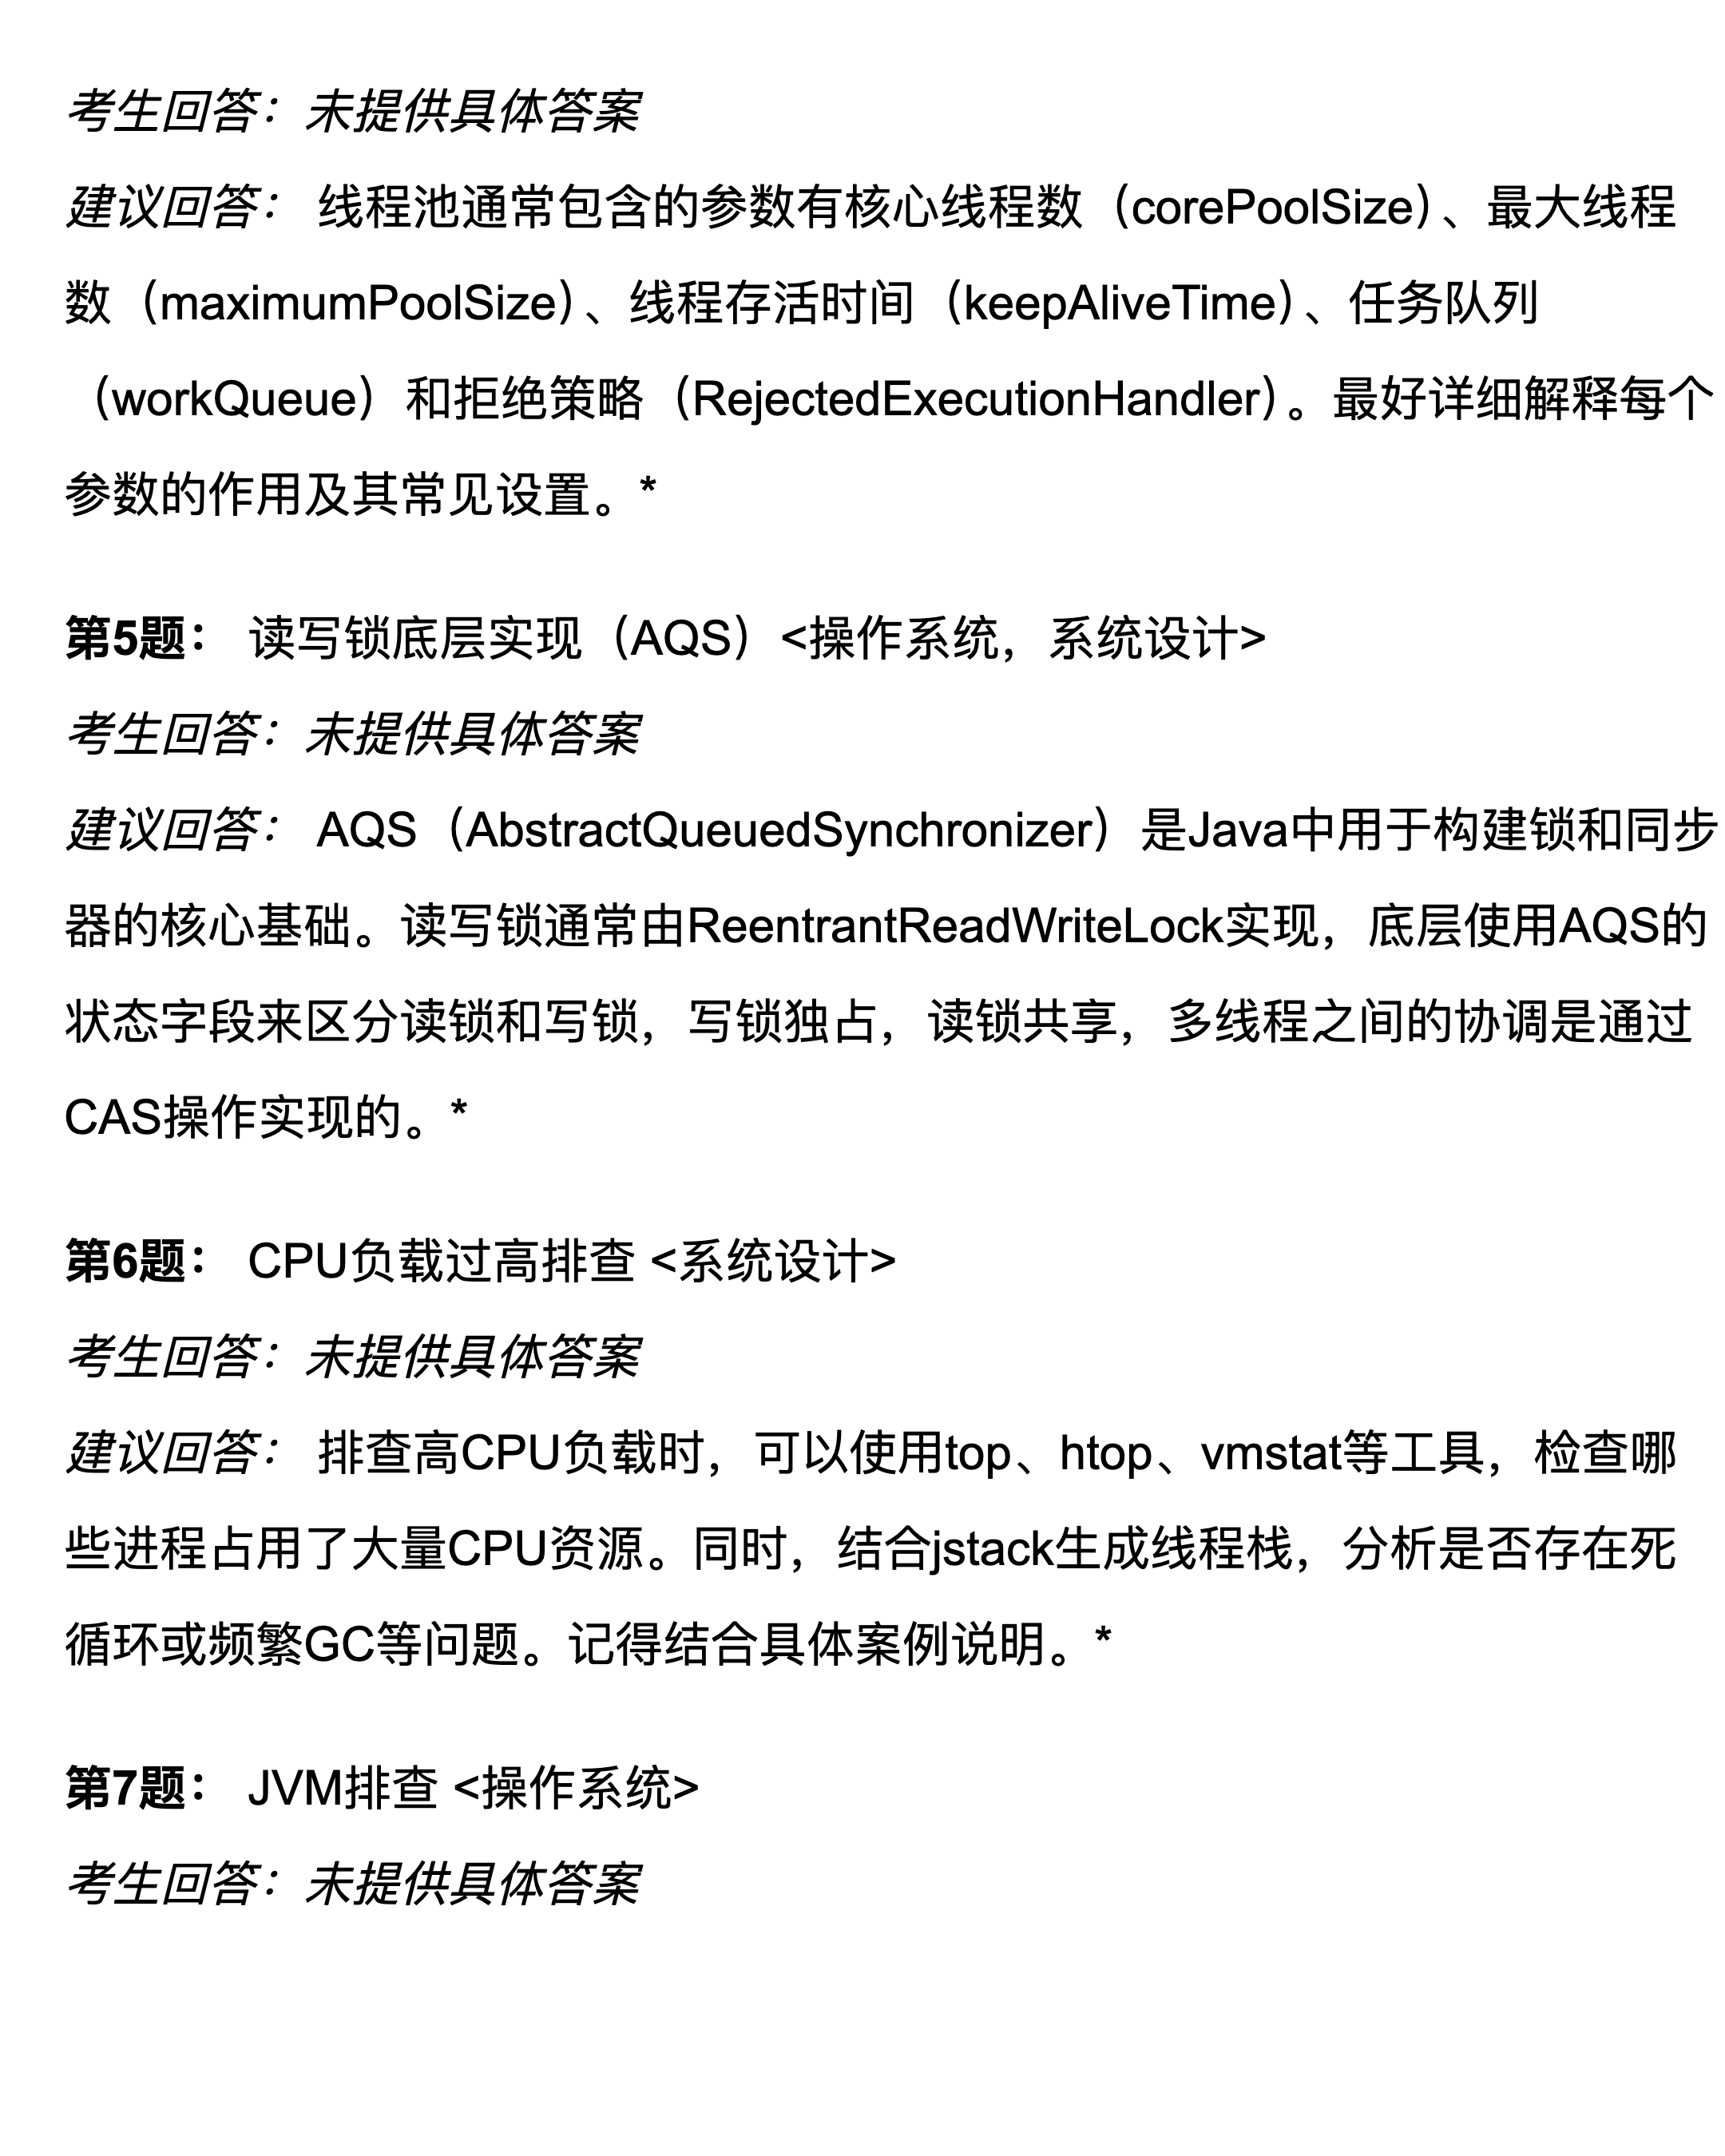 考生回答：未提供具体答案
建议回答： 线程池通常包含的参数有核心线程数（corePoolSize）、最大线程
数（maximumPoolSize）、线程存活时间（keepAliveTime）、任务队列
（workQueue）和拒绝策略（RejectedExecutionHandler）。最好详细解释每个
参数的作用及其常见设置。*
第5题： 读写锁底层实现（AQS）<操作系统，系统设计>
考生回答：未提供具体答案
建议回答： AQS（AbstractQueuedSynchronizer）是Java中用于构建锁和同步
器的核心基础。读写锁通常由ReentrantReadWriteLock实现，底层使用AQS的
状态字段来区分读锁和写锁，写锁独占，读锁共享，多线程之间的协调是通过
CAS操作实现的。*
第6题： CPU负载过高排查 <系统设计>
考生回答：未提供具体答案
建议回答： 排查高CPU负载时，可以使用top、htop、vmstat等工具，检查哪
些进程占用了大量CPU资源。同时，结合jstack生成线程栈，分析是否存在死
循环或频繁GC等问题。记得结合具体案例说明。*
第7题： JVM排查 <操作系统>
考生回答：未提供具体答案